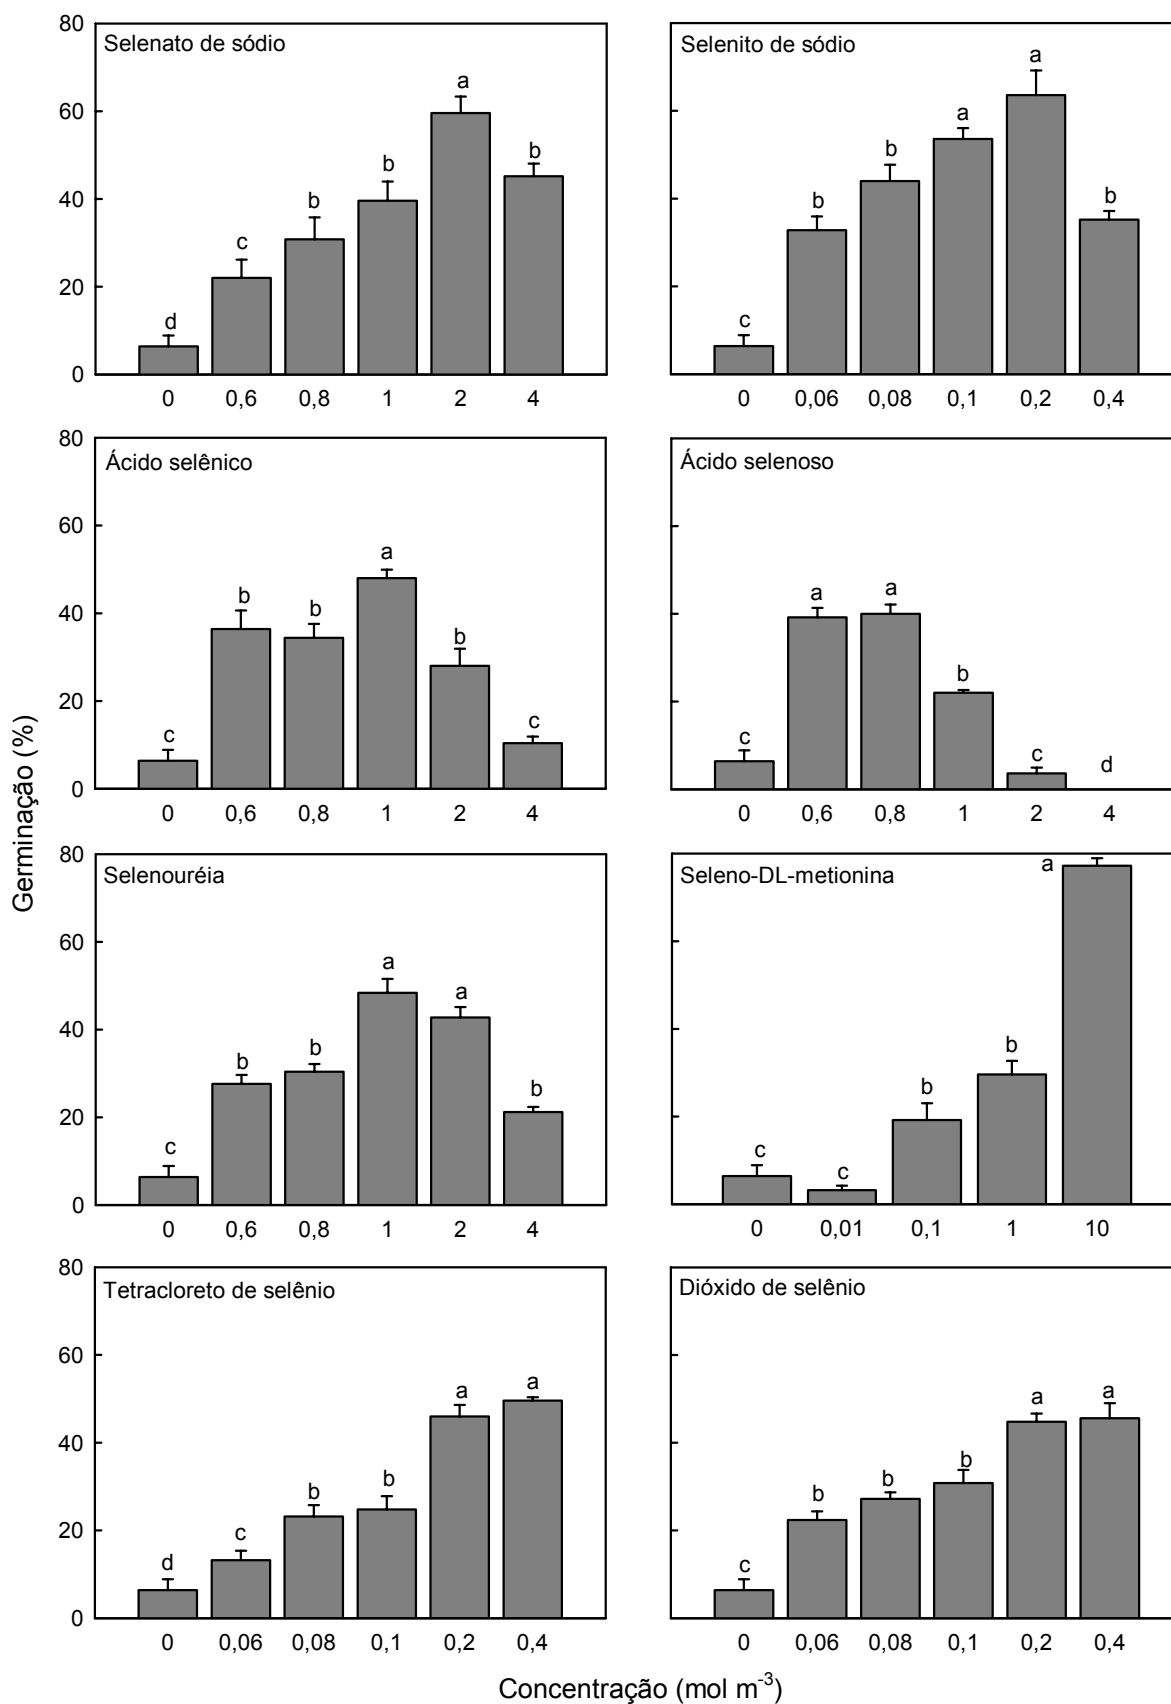 Germinação (%)
Selenato de sódio
80
60
40
20
0
d
c
b
b
a
b
0 0,6 0,8 1 2 4
Selenito de sódio
c
b
b
a
a
b
0 0,06 0,08 0,1 0,2 0,4
Ácido selênico
80
60
40
20
0
c
b
b
a
b
c
0 0,6 0,8 1 2 4
Ácido selenoso
c
a
a
b
c
d
0 0,6 0,8 1 2 4
Selenouréia
80
60
40
20
0
c
b
b
a
a
b
0 0,6 0,8 1 2 4
Seleno-DL-metionina
c
c
b
b
a
0 0,01 0,1 1 10
Tetracloreto de selênio
80
60
40
20
0
d
c
b
b
a
a
0 0,06 0,08 0,1 0,2 0,4
Dióxido de selênio
c
b
b
b
a
a
0 0,06 0,08 0,1 0,2 0,4
Concentração (mol m⁻³)